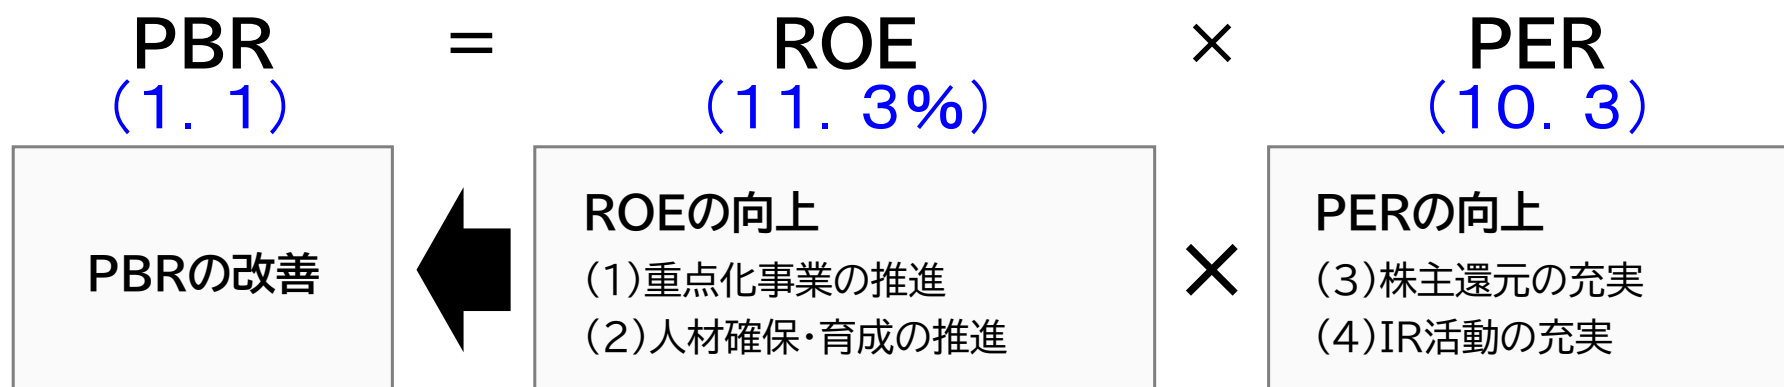 PBR = ROE × PER
(1.1) (11.3%) (10.3)
PBRの改善
ROEの向上
(1)重点化事業の推進
(2)人材確保・育成の推進
×
PERの向上
(3)株主還元の充実
(4)IR活動の充実